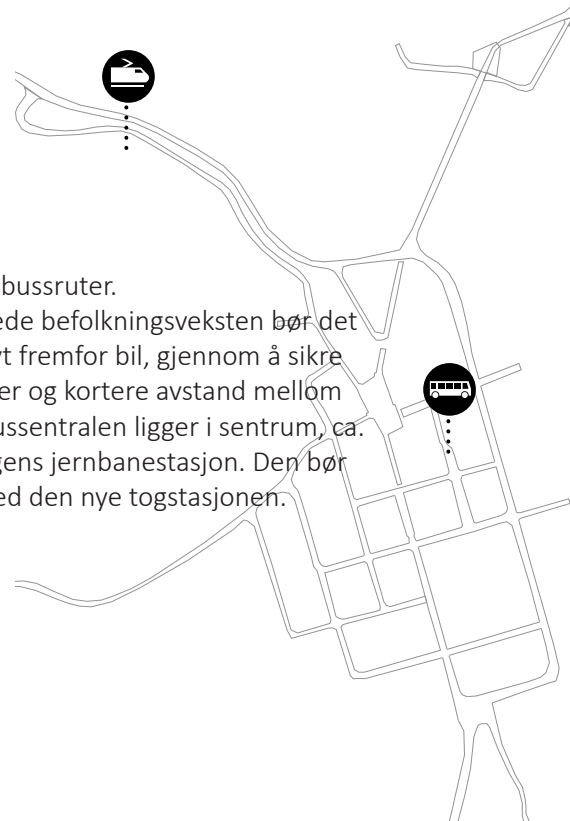 bussruter.
ede befolkningsveksten bør det
t fremfor bil, gjennom å sikre
er og kortere avstand mellom
ussentralen ligger i sentrum, ca.
gens jernbanestasjon. Den bør
ed den nye togstasjonen.